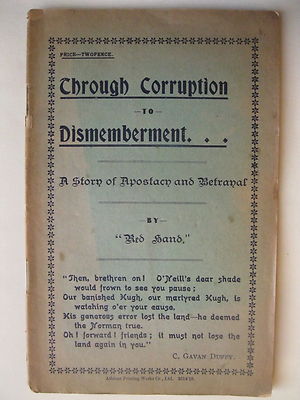 PRICE—TWOPENCE.
Through Corruption
—TO—
Dismemberment. . .
A Story of Apostacy and Betrayal
—BY—
"Red Hand."
"Then, brethren on! O'Neill's dear shade
would frown to see you pause;
Our banished Hugh, our martyred Hugh, is
watching o'er your cause,
His generous error lost the land—he deemed
the Norman true.
Oh! forward! friends; it must not lose the
land again in you."
C. GAVAN DUFFY.
Printing Works Co., Ltd.